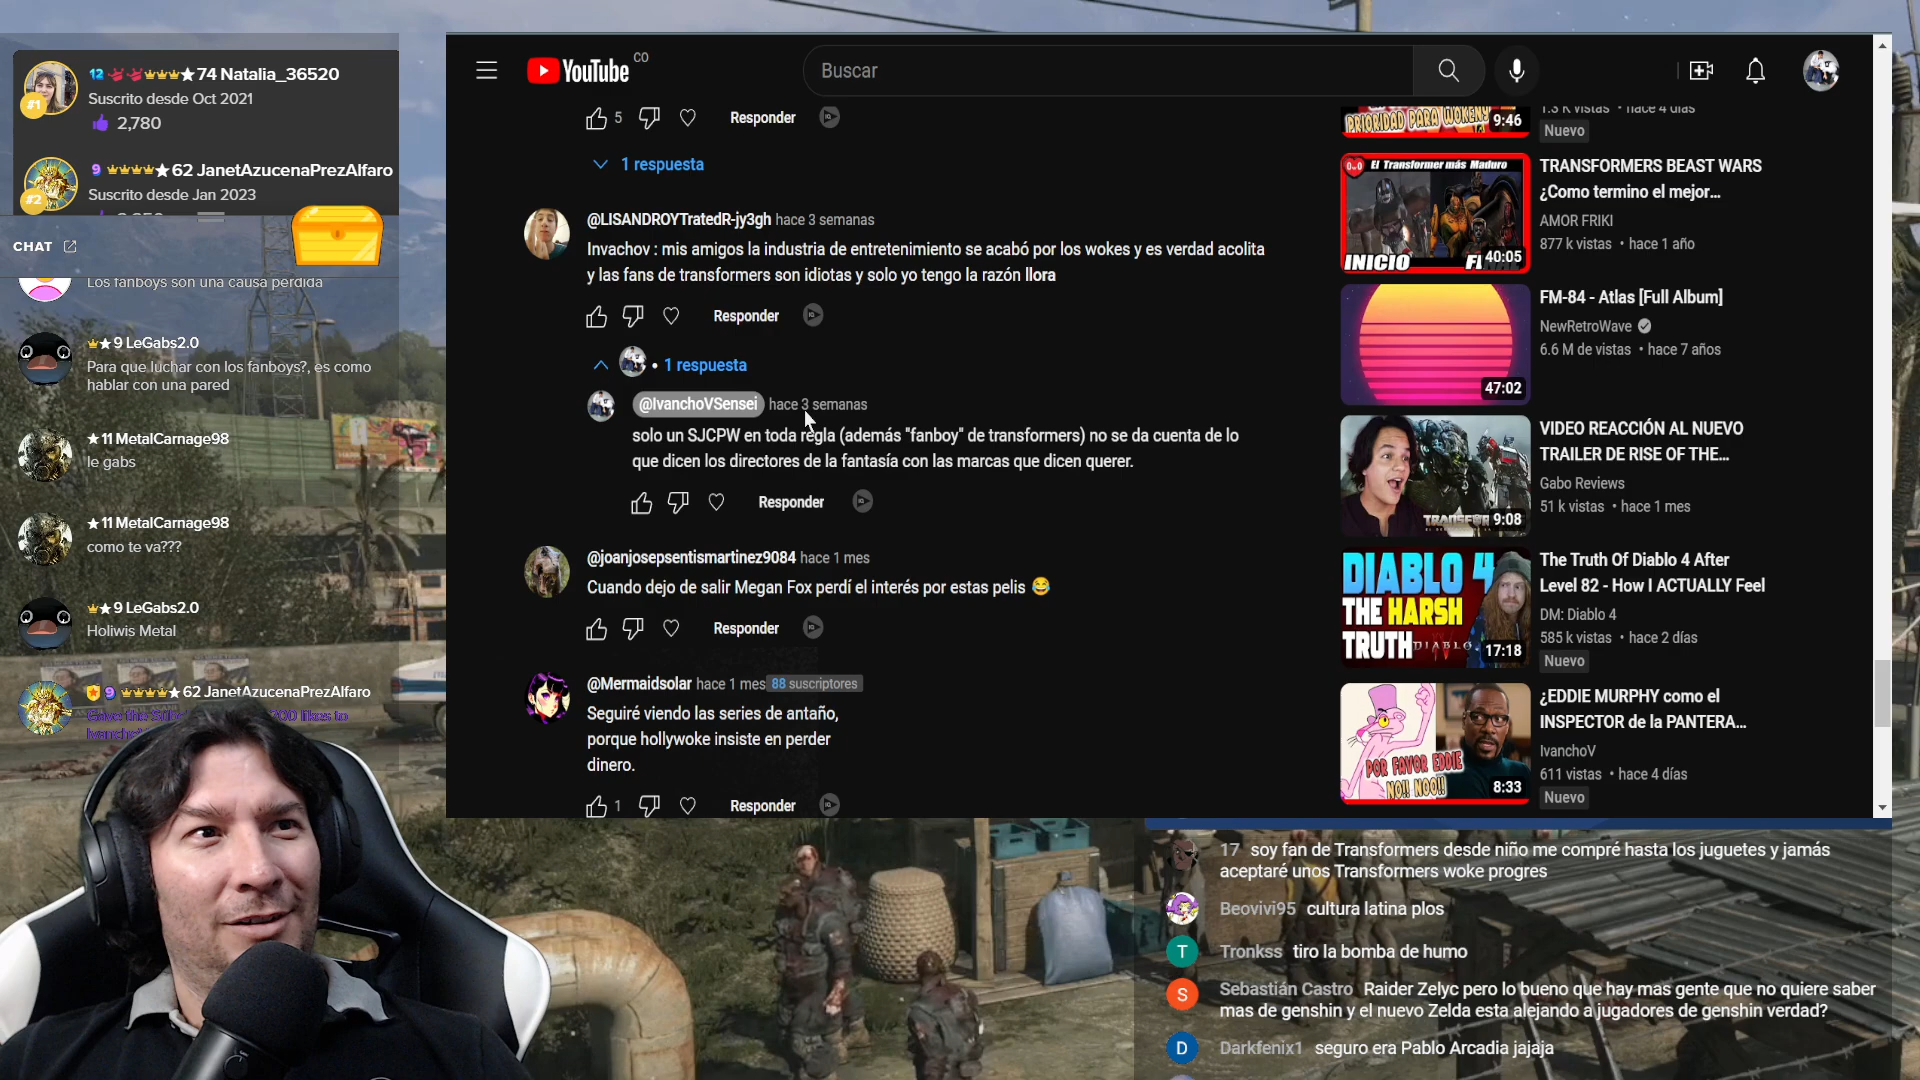 12 74 Natalia_36520
Suscrito desde Oct 2021
2,780
#1
9 62 JanetAzucenaPrezAlfaro
Suscrito desde Jan 2023
#2
CHAT
Los fanboys son una causa perdida
9 LeGabs2.0
Para que luchar con los fanboys?, es como
hablar con una pared
11 MetalCarnage98
le gabs
11 MetalCarnage98
como te va???
9 LeGabs2.0
Holiwis Metal
9 62 JanetAzucenaPrezAlfaro
YouTube CO
Buscar
5 Responder
1 respuesta
@LISANDROYTratedR-jy3gh hace 3 semanas
Invachov : mis amigos la industria de entretenimiento se acabó por los wokes y es verdad acolita
y las fans de transformers son idiotas y solo yo tengo la razón llora
Responder
• 1 respuesta
@IvanchoVSensei hace 3 semanas
solo un SJCPW en toda regla (además "fanboy" de transformers) no se da cuenta de lo
que dicen los directores de la fantasía con las marcas que dicen querer.
Responder
@joanjosepsentismartinez9084 hace 1 mes
Cuando dejo de salir Megan Fox perdí el interés por estas pelis 😂
Responder
@Mermaidsolar hace 1 mes 88 suscriptores
Seguiré viendo las series de antaño,
porque hollywoke insiste en perder
dinero.
1 Responder
PRIORIDAD PARA WOKENS
9:46
1.3 K vistas • hace 4 días
Nuevo
El Transformer más Maduro
INICIO
40:05
TRANSFORMERS BEAST WARS
¿Como termino el mejor...
AMOR FRIKI
877 k vistas • hace 1 año
47:02
FM-84 - Atlas [Full Album]
NewRetroWave
6.6 M de vistas • hace 7 años
9:08
VIDEO REACCIÓN AL NUEVO
TRAILER DE RISE OF THE...
Gabo Reviews
51 k vistas • hace 1 mes
DIABLO 4
THE HARSH
TRUTH
DIABLO
17:18
The Truth Of Diablo 4 After
Level 82 - How I ACTUALLY Feel
DM: Diablo 4
585 k vistas • hace 2 días
Nuevo
POR FAVOR EDDIE
NO!! NOO!!
8:33
¿EDDIE MURPHY como el
INSPECTOR de la PANTERA...
IvanchoV
611 vistas • hace 4 días
Nuevo
17 soy fan de Transformers desde niño me compré hasta los juguetes y jamás
aceptaré unos Transformers woke progres
Beovivi95 cultura latina plos
T Tronkss tiro la bomba de humo
S Sebastián Castro Raider Zelyc pero lo bueno que hay mas gente que no quiere saber
mas de genshin y el nuevo Zelda esta alejando a jugadores de genshin verdad?
D Darkfenix1 seguro era Pablo Arcadia jajaja